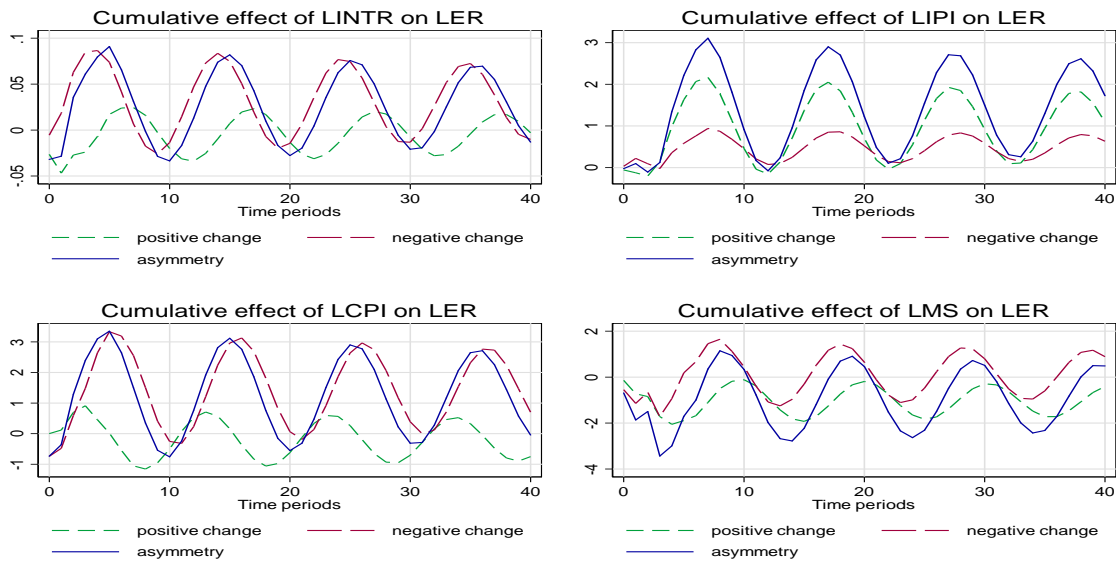 Cumulative effect of LINTR on LER
.1
.05
0
-.05
0 10 20 30 40
Time periods
positive change negative change
asymmetry
Cumulative effect of LIPI on LER
3
2
1
0
0 10 20 30 40
Time periods
positive change negative change
asymmetry
Cumulative effect of LCPI on LER
3
2
1
0
-1
0 10 20 30 40
Time periods
positive change negative change
asymmetry
Cumulative effect of LMS on LER
2
0
-2
-4
0 10 20 30 40
Time periods
positive change negative change
asymmetry